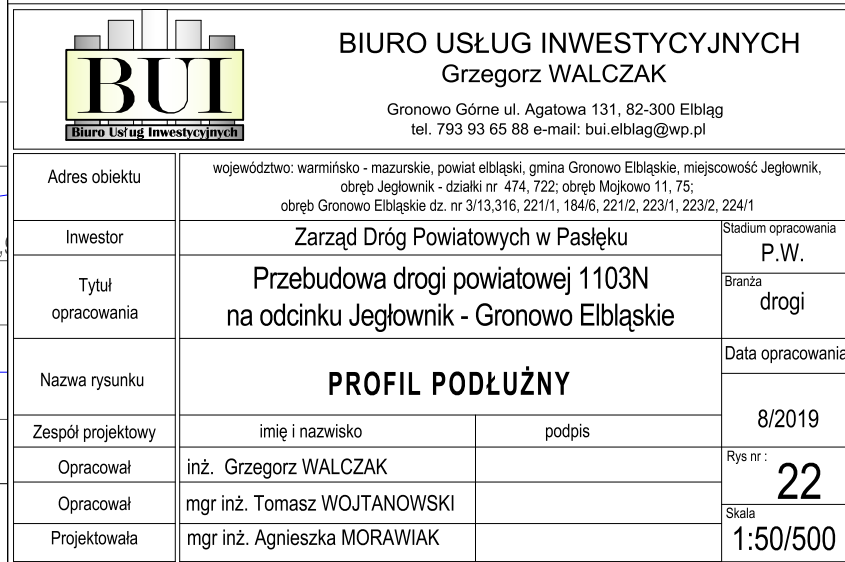 BUI
Biuro Usług Inwestycyjnych
BIURO USŁUG INWESTYCYJNYCH
Grzegorz WALCZAK
Gronowo Górne ul. Agatowa 131, 82-300 Elbląg
tel. 793 93 65 88 e-mail: bui.elblag@wp.pl
Adres obiektu
województwo: warmińsko - mazurskie, powiat elbląski, gmina Gronowo Elbląskie, miejscowość Jegłownik,
obręb Jegłownik - działki nr 474, 722; obręb Mojkowo 11, 75;
obręb Gronowo Elbląskie dz. nr 3/13,316, 221/1, 184/6, 221/2, 223/1, 223/2, 224/1
Inwestor
Zarząd Dróg Powiatowych w Pasłęku
Stadium opracowania
P.W.
Tytuł
opracowania
Przebudowa drogi powiatowej 1103N
na odcinku Jegłownik - Gronowo Elbląskie
Branża
drogi
Nazwa rysunku
PROFIL PODŁUŻNY
Data opracowania
8/2019
Zespół projektowy
imię i nazwisko
podpis
Opracował
inż. Grzegorz WALCZAK
Rys nr :
22
Opracował
mgr inż. Tomasz WOJTANOWSKI
Projektowała
mgr inż. Agnieszka MORAWIAK
Skala
1:50/500